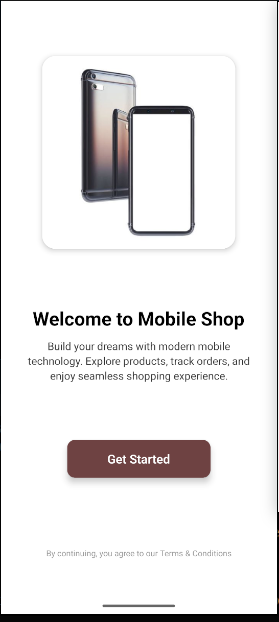 Welcome to Mobile Shop
Build your dreams with modern mobile
technology. Explore products, track orders, and
enjoy seamless shopping experience.
Get Started
By continuing, you agree to our Terms & Conditions